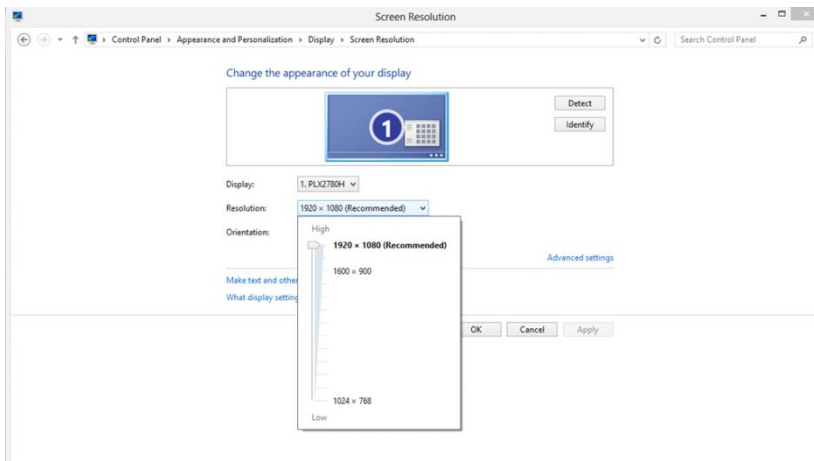 Screen Resolution
Control Panel ▸ Appearance and Personalization ▸ Display ▸ Screen Resolution
Search Control Panel
Change the appearance of your display
1
Detect
Identify
Display: 1. PLX2780H
Resolution: 1920 × 1080 (Recommended)
Orientation:
High
1920 × 1080 (Recommended)
1600 × 900
1024 × 768
Low
Advanced settings
Make text and other
What display setting
OK Cancel Apply